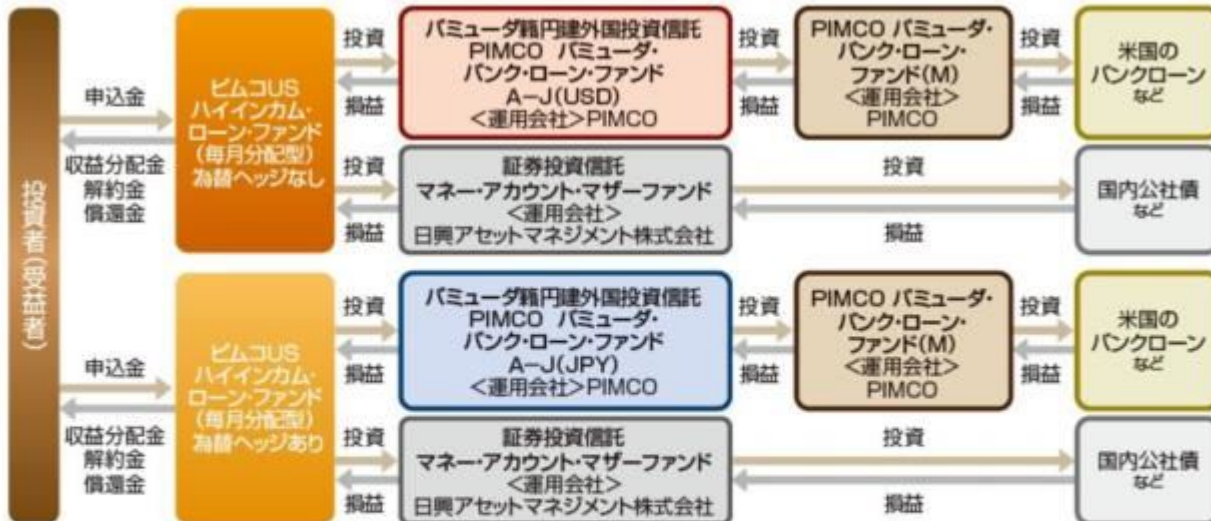 投資者(受益者)
申込金
収益分配金
解約金
償還金
ピムコUS
ハイインカム・
ローン・ファンド
(毎月分配型)
為替ヘッジなし
投資
損益
バミューダ籍円建外国投資信託
PIMCO バミューダ・
バンク・ローン・ファンド
A-J(USD)
<運用会社>PIMCO
投資
損益
PIMCO バミューダ・
バンク・ローン・
ファンド(M)
<運用会社>
PIMCO
投資
損益
米国の
バンクローン
など
投資
損益
証券投資信託
マネー・アカウント・マザーファンド
<運用会社>
日興アセットマネジメント株式会社
投資
損益
国内公社債
など
申込金
収益分配金
解約金
償還金
ピムコUS
ハイインカム・
ローン・ファンド
(毎月分配型)
為替ヘッジあり
投資
損益
バミューダ籍円建外国投資信託
PIMCO バミューダ・
バンク・ローン・ファンド
A-J(JPY)
<運用会社>PIMCO
投資
損益
PIMCO バミューダ・
バンク・ローン・
ファンド(M)
<運用会社>
PIMCO
投資
損益
米国の
バンクローン
など
投資
損益
証券投資信託
マネー・アカウント・マザーファンド
<運用会社>
日興アセットマネジメント株式会社
投資
損益
国内公社債
など